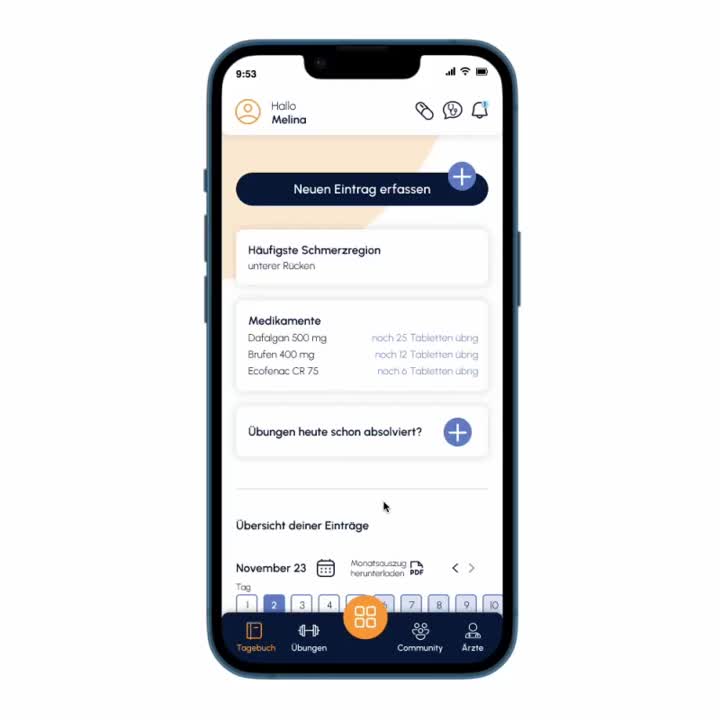 9:53
Hallo
Melina
Neuen Eintrag erfassen
Häufigste Schmerzregion
unterer Rücken
Medikamente
Dafalgan 500 mg noch 25 Tabletten übrig
Brufen 400 mg noch 12 Tabletten übrig
Ecofenac CR 75 noch 6 Tabletten übrig
Übungen heute schon absolviert?
Übersicht deiner Einträge
November 23
Monatsauszug
herunterladen
PDF
Tag
1 2 3 4 6 7 8 9 10
Tagebuch Übungen Community Ärzte